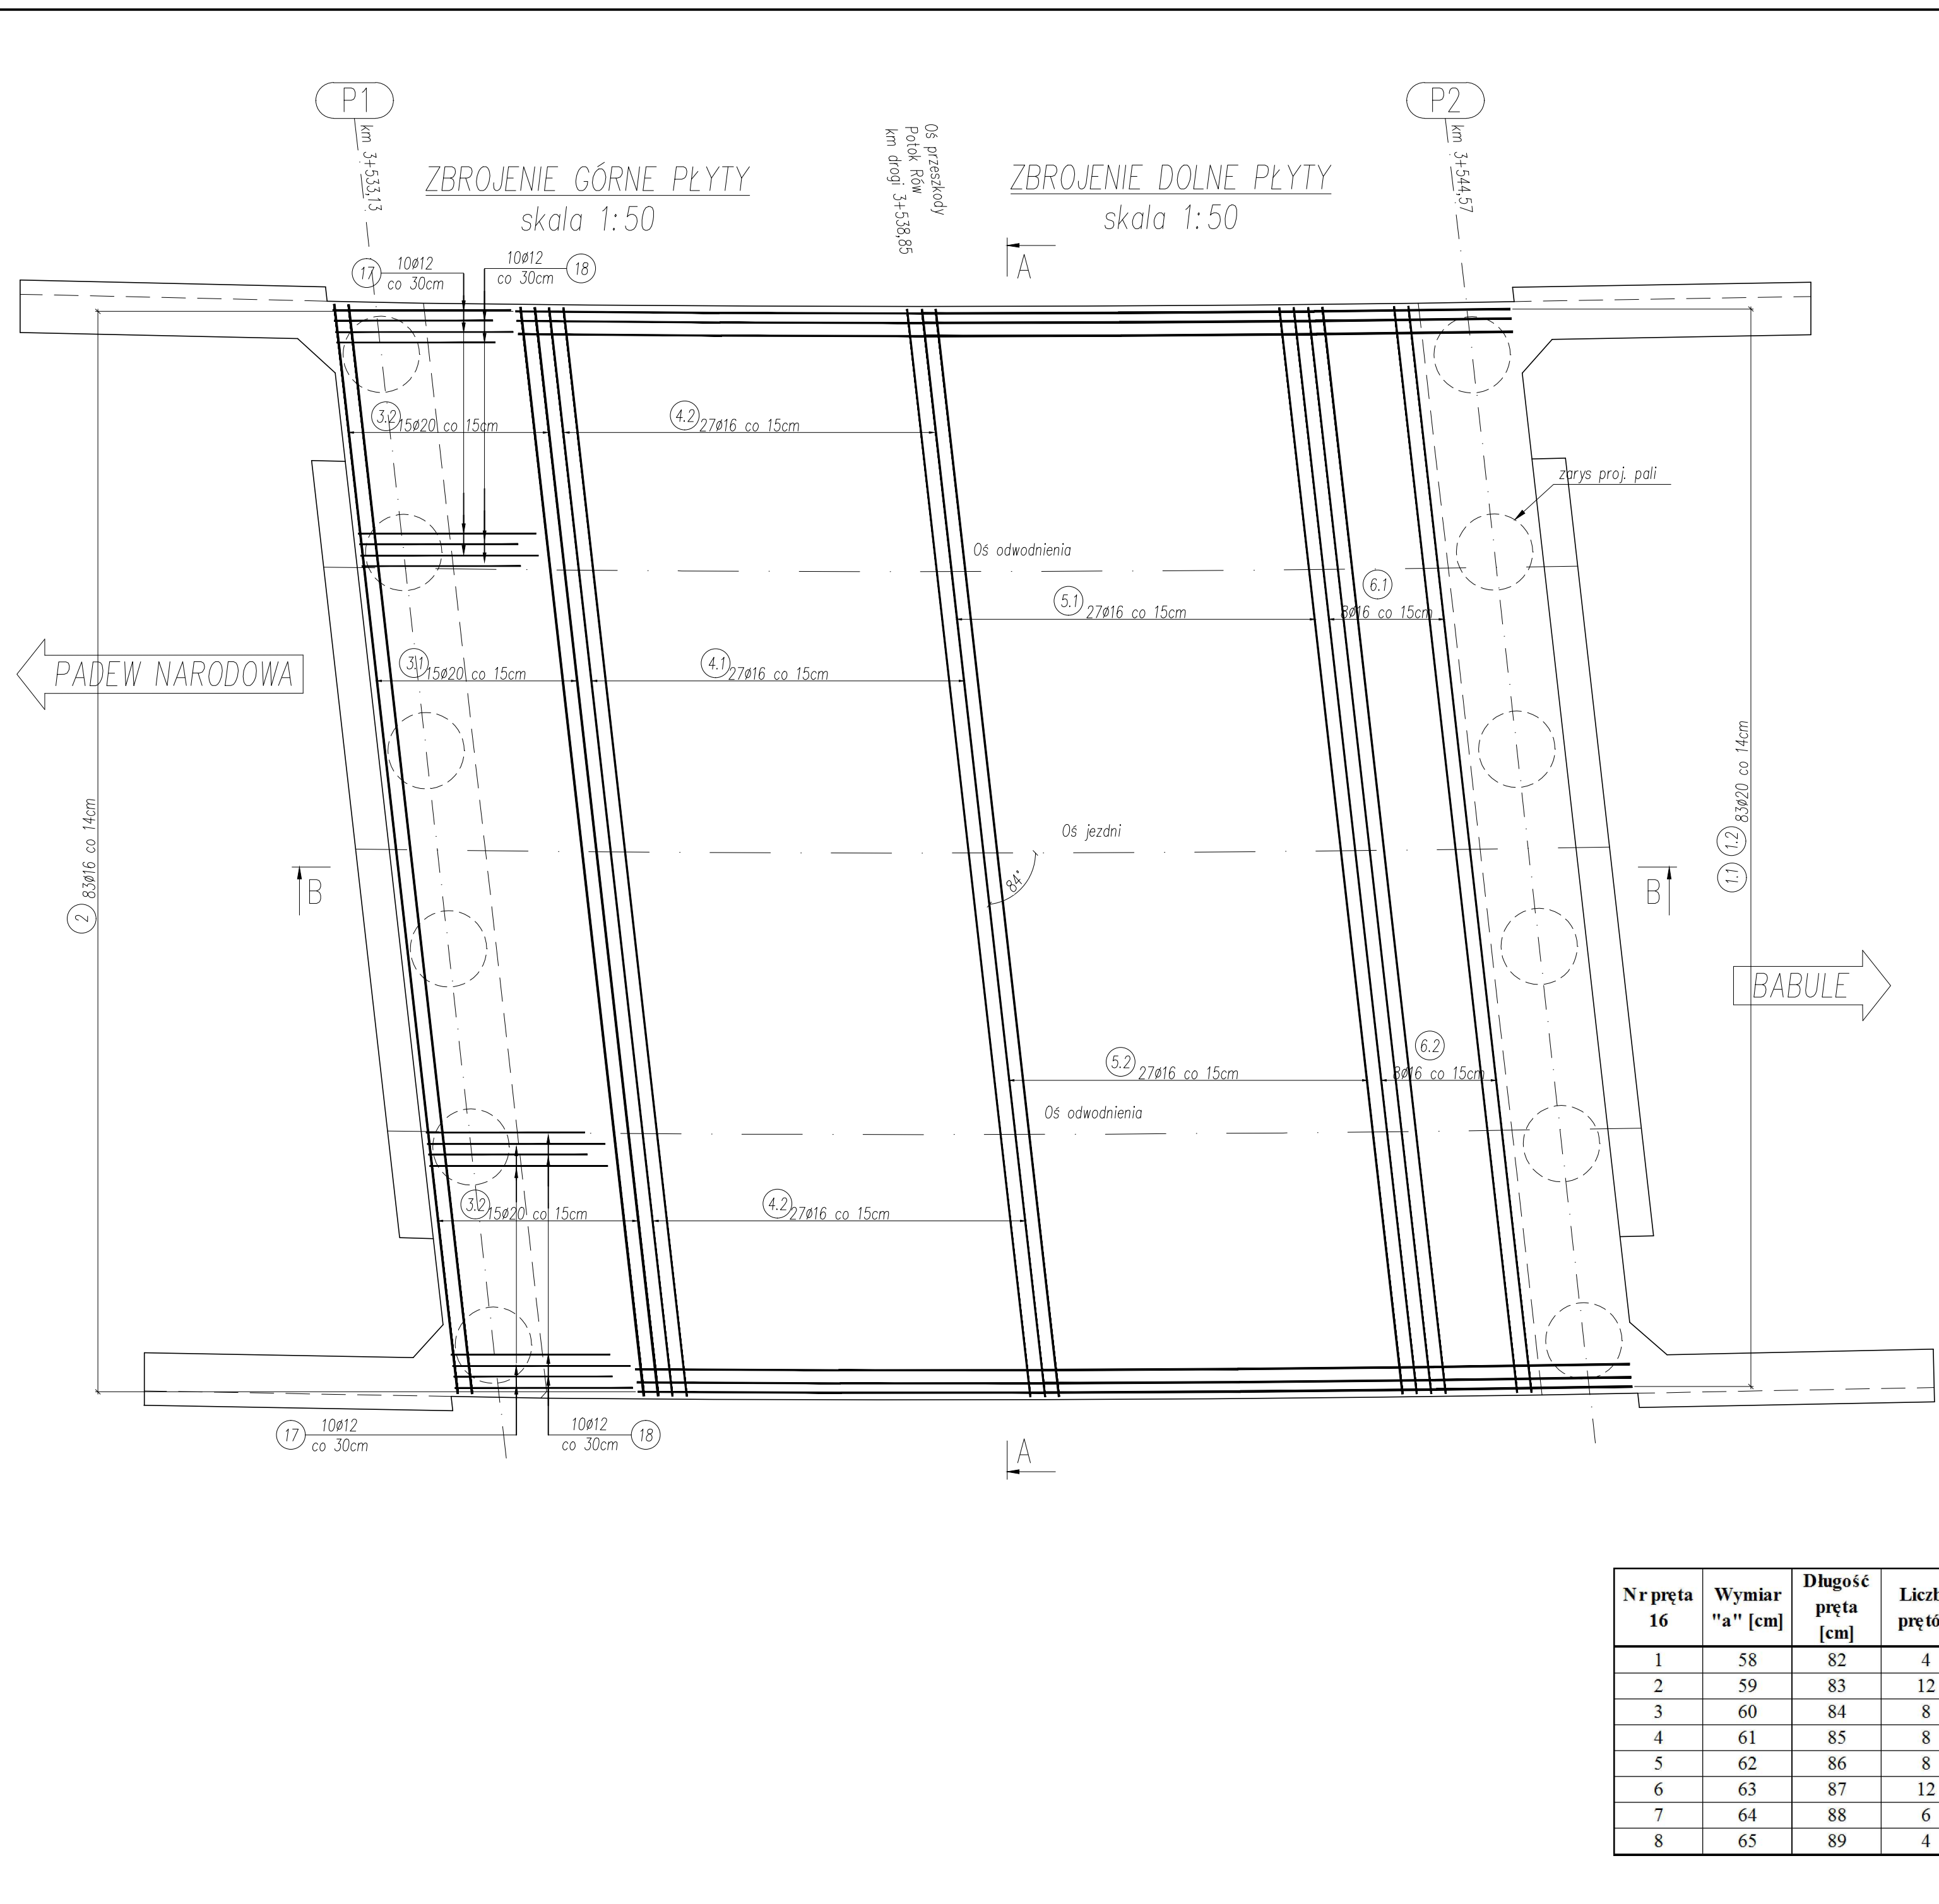 P1
km 3+533,13
ZBROJENIE GÓRNE PŁYTY
skala 1:50
Oś przeszkody
Potok Rów
km drogi 3+538,85
ZBROJENIE DOLNE PŁYTY
skala 1:50
P2
km 3+544,57
A
17
10ø12
co 30cm
10ø12
co 30cm
18
3.2
15ø20 co 15cm
4.2
27ø16 co 15cm
zarys proj. pali
Oś odwodnienia
5.1
27ø16 co 15cm
6.1
8ø16 co 15cm
PADEW NARODOWA
3.1
15ø20 co 15cm
4.1
27ø16 co 15cm
2
83ø16 co 14cm
Oś jezdni
84°
1.1
1.2
83ø20 co 14cm
B
B
BABULE
5.2
27ø16 co 15cm
6.2
8ø16 co 15cm
Oś odwodnienia
3.2
15ø20 co 15cm
4.2
27ø16 co 15cm
17
10ø12
co 30cm
10ø12
co 30cm
18
A
Nr pręta 16 Wymiar "a" [cm] Długość pręta [cm]
1 58 82 4
2 59 83 12
3 60 84 8
4 61 85 8
5 62 86 8
6 63 87 12
7 64 88 6
8 65 89 4